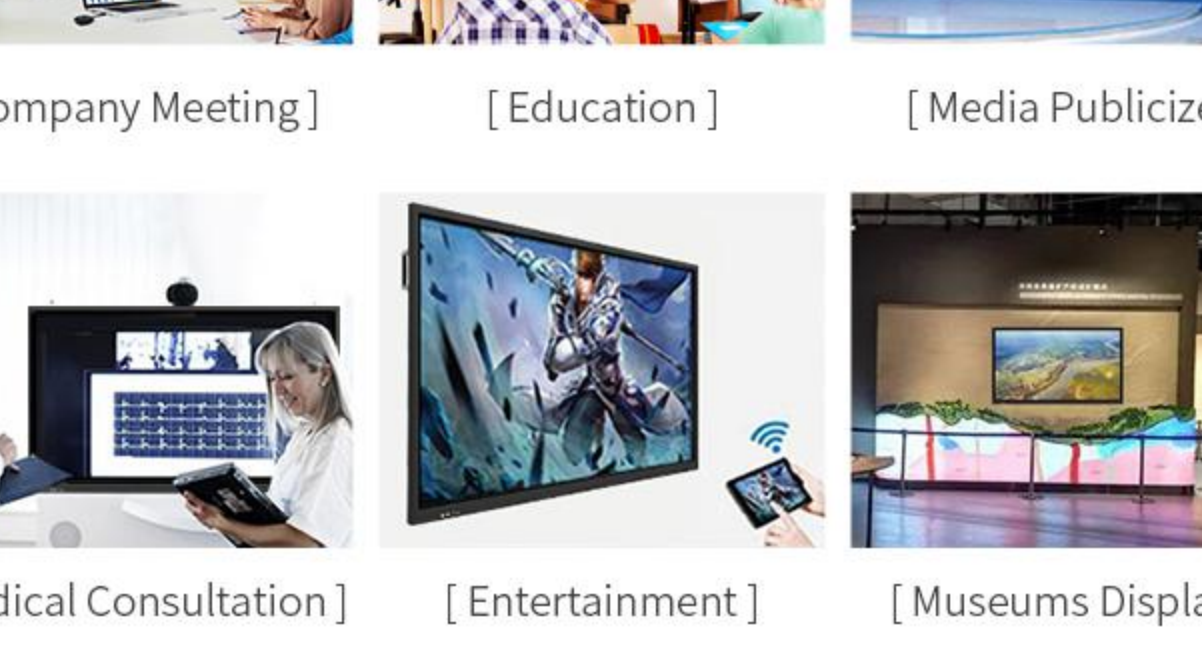 ompany Meeting ]
[ Education ]
[ Media Publicize
dical Consultation ]
[ Entertainment ]
[ Museums Displa